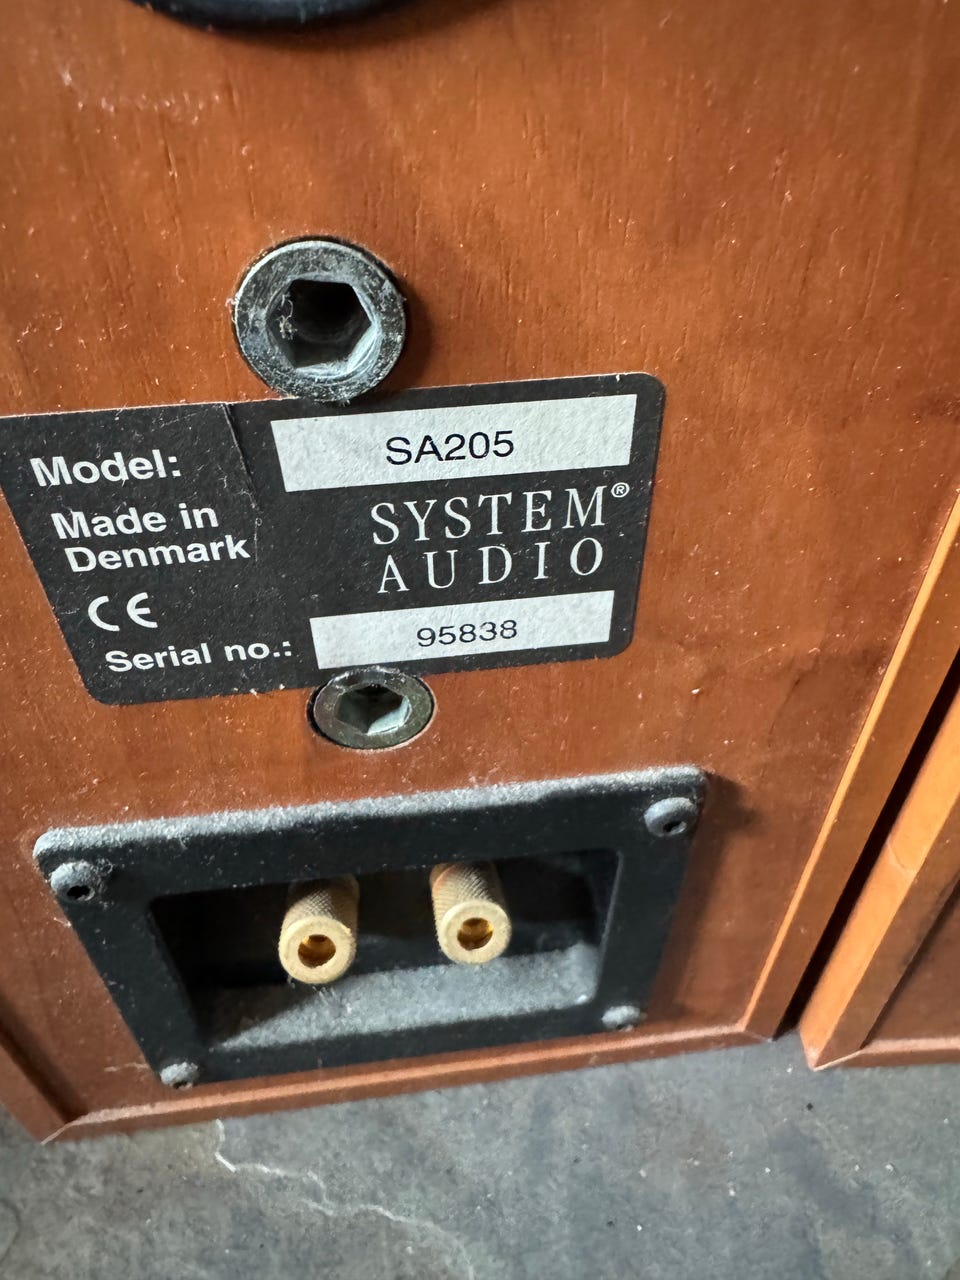 Model: SA205
Made in
Denmark
SYSTEM®
AUDIO
CE
Serial no.: 95838